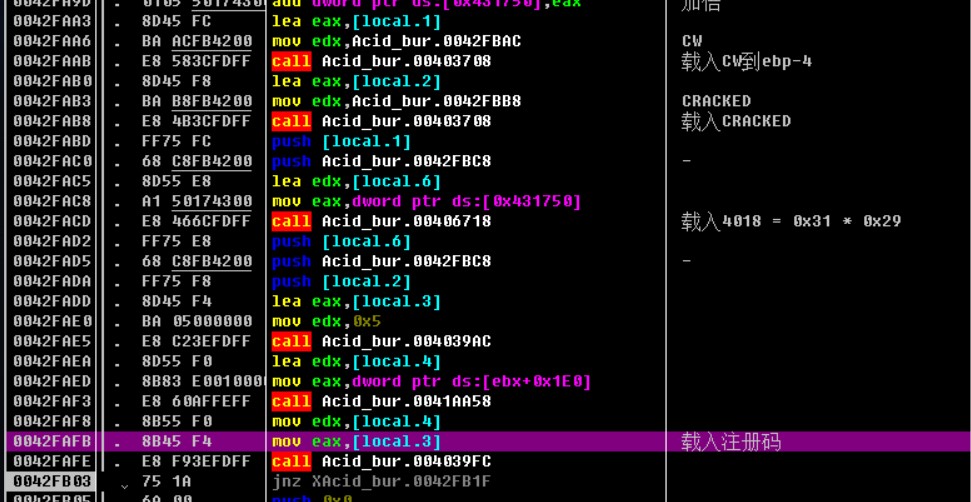 0042FA9D . 0105 50174300 add dword ptr ds:[0x431750],eax 加倍
0042FAA3 . 8D45 FC lea eax,[local.1]
0042FAA6 . BA ACFB4200 mov edx,Acid_bur.0042FBAC CW
0042FAAB . E8 583CFDFF call Acid_bur.00403708 载入CW到ebp-4
0042FAB0 . 8D45 F8 lea eax,[local.2]
0042FAB3 . BA B8FB4200 mov edx,Acid_bur.0042FBB8 CRACKED
0042FAB8 . E8 4B3CFDFF call Acid_bur.00403708 载入CRACKED
0042FABD . FF75 FC push [local.1]
0042FAC0 . 68 C8FB4200 push Acid_bur.0042FBC8 -
0042FAC5 . 8D55 E8 lea edx,[local.6]
0042FAC8 . A1 50174300 mov eax,dword ptr ds:[0x431750]
0042FACD . E8 466CFDFF call Acid_bur.00406718 载入4018 = 0x31 * 0x29
0042FAD2 . FF75 E8 push [local.6]
0042FAD5 . 68 C8FB4200 push Acid_bur.0042FBC8 -
0042FADA . FF75 F8 push [local.2]
0042FADD . 8D45 F4 lea eax,[local.3]
0042FAE0 . BA 05000000 mov edx,0x5
0042FAE5 . E8 C23EFDFF call Acid_bur.004039AC
0042FAEA . 8D55 F0 lea edx,[local.4]
0042FAED . 8B83 E0010000 mov eax,dword ptr ds:[ebx+0x1E0]
0042FAF3 . E8 60AFFEFF call Acid_bur.0041AA58
0042FAF8 . 8B55 F0 mov edx,[local.4]
0042FAFB . 8B45 F4 mov eax,[local.3] 载入注册码
0042FAFE . E8 F93EFDFF call Acid_bur.004039FC
0042FB03 . 75 1A jnz XAcid_bur.0042FB1F
0042FB05 . 6A 00 push 0x0